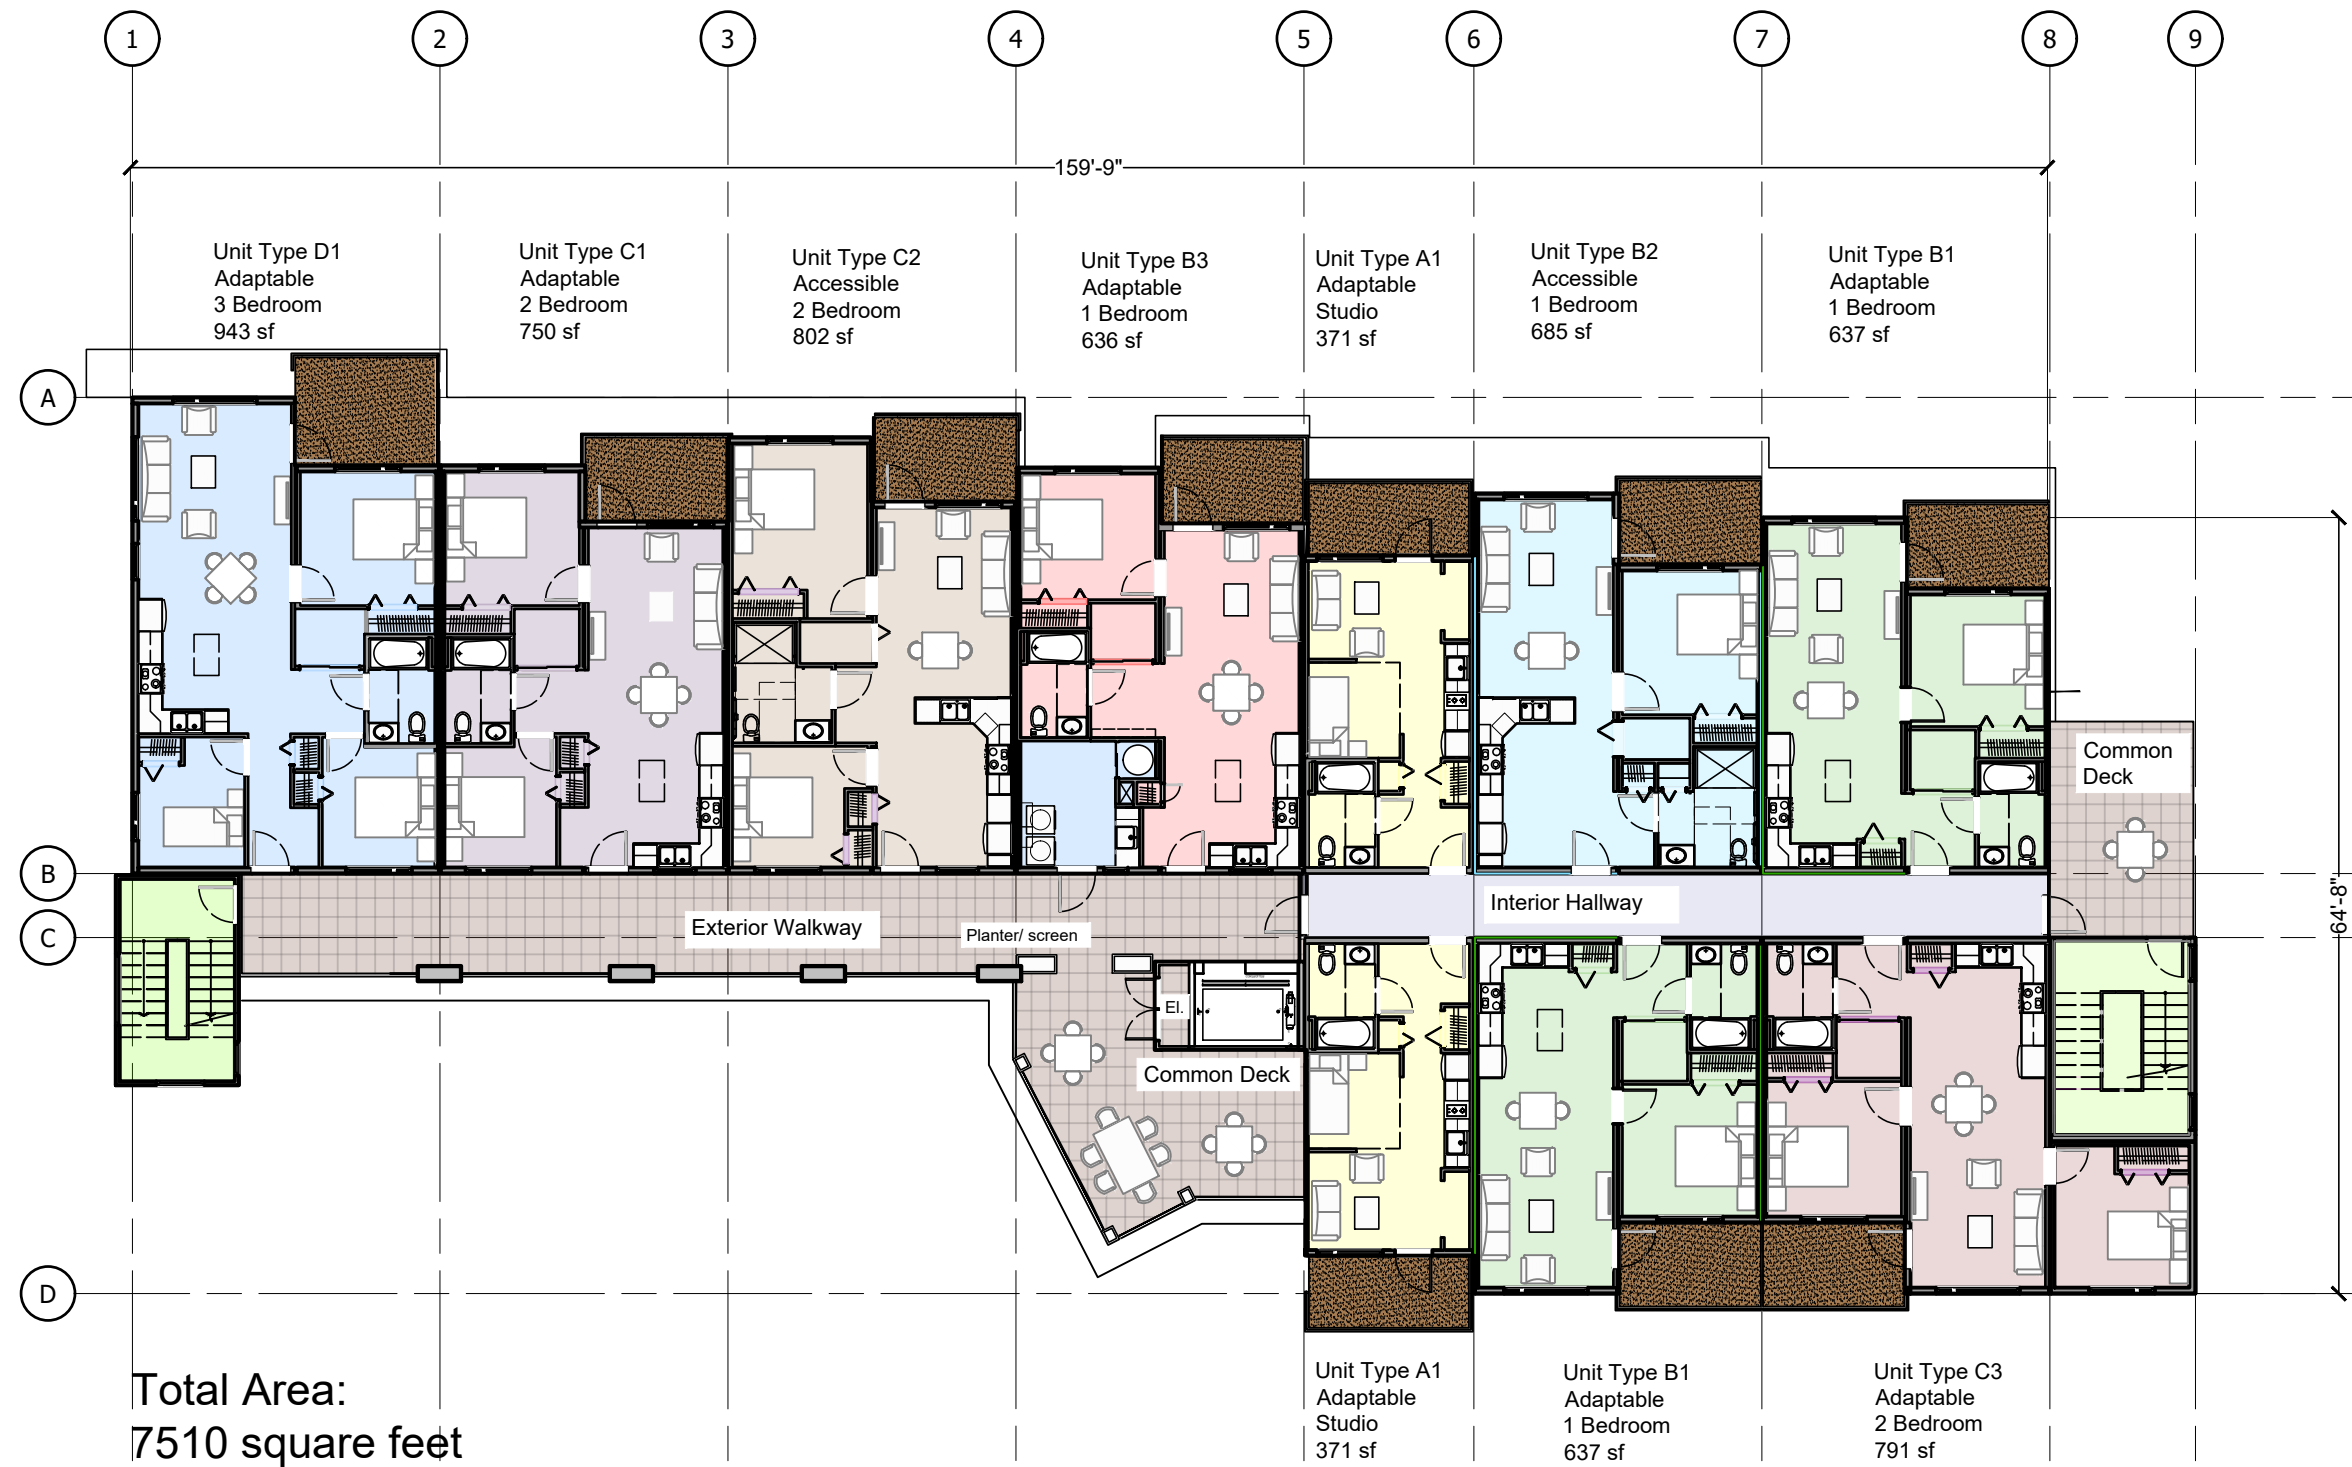 1
2
3
4
5
6
7
8
9
159'-9"
Unit Type D1
Adaptable
3 Bedroom
943 sf
Unit Type C1
Adaptable
2 Bedroom
750 sf
Unit Type C2
Accessible
2 Bedroom
802 sf
Unit Type B3
Adaptable
1 Bedroom
636 sf
Unit Type A1
Adaptable
Studio
371 sf
Unit Type B2
Accessible
1 Bedroom
685 sf
Unit Type B1
Adaptable
1 Bedroom
637 sf
A
Common
Deck
B
Interior Hallway
Exterior Walkway
Planter/ screen
C
64'-8"
El.
Common Deck
D
Unit Type A1
Adaptable
Studio
371 sf
Unit Type B1
Adaptable
1 Bedroom
637 sf
Unit Type C3
Adaptable
2 Bedroom
791 sf
Total Area:
7510 square feet